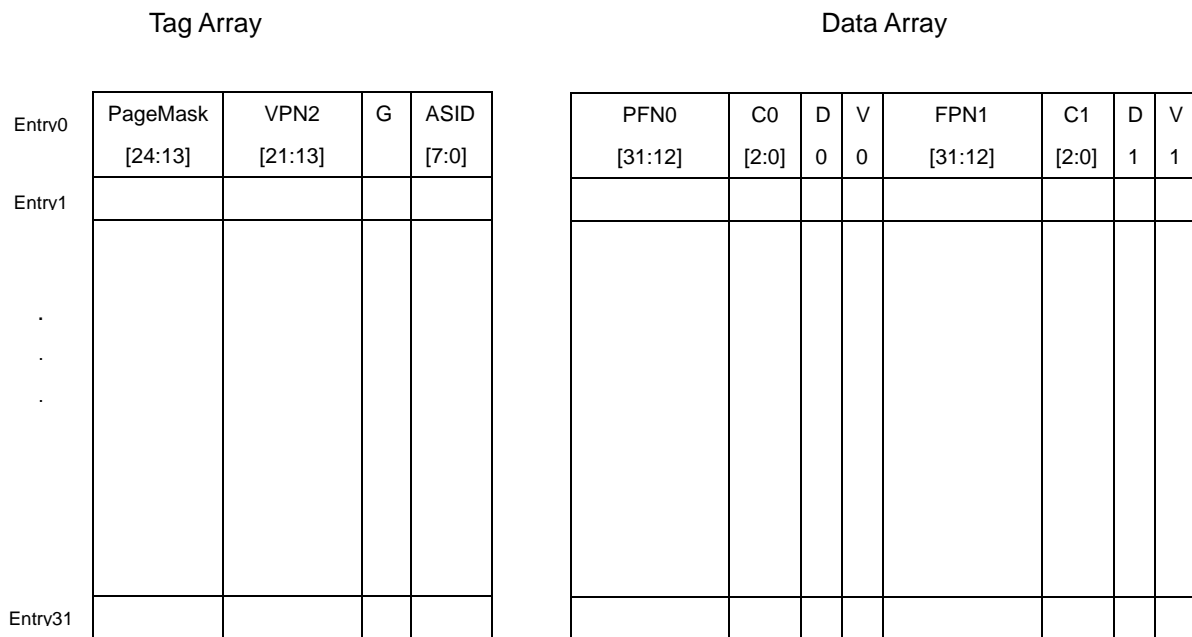 Tag Array
Data Array
Entry0
PageMask
[24:13]
VPN2
[21:13]
G
ASID
[7:0]
PFN0
[31:12]
C0
[2:0]
D
0
V
0
FPN1
[31:12]
C1
[2:0]
D
1
V
1
Entry1
.
.
.
Entry31